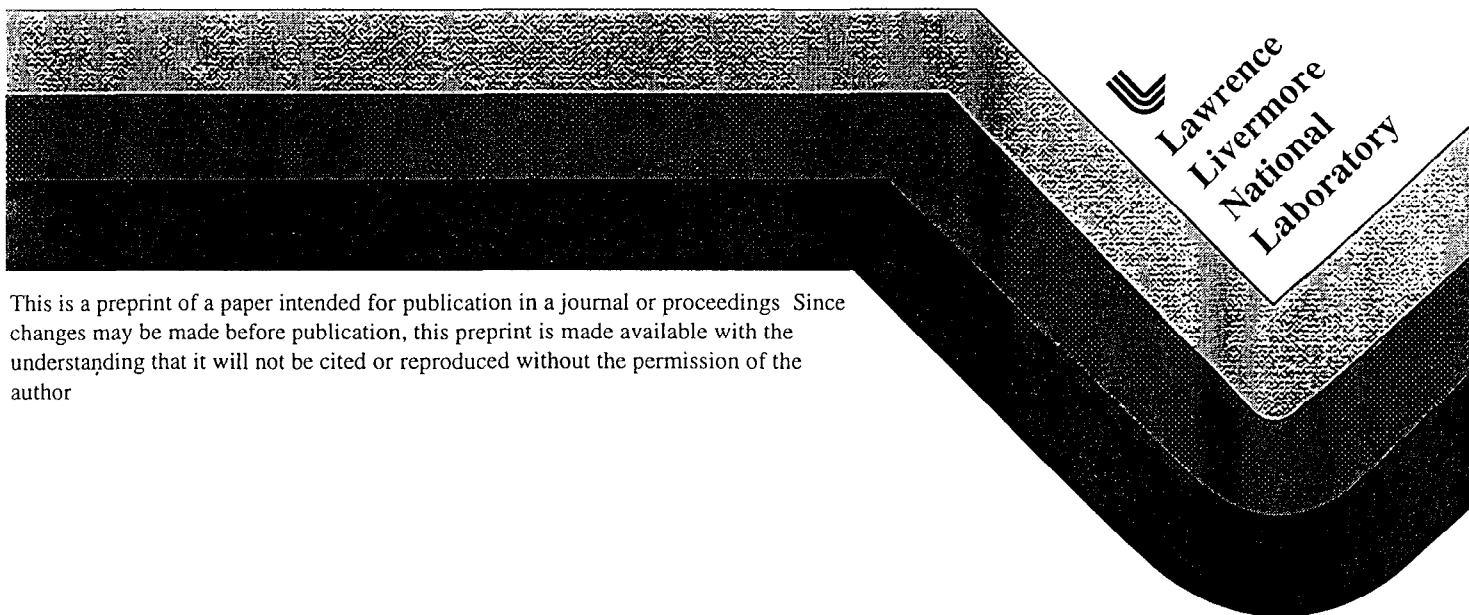 Lawrence
Livermore
National
Laboratory
This is a preprint of a paper intended for publication in a journal or proceedings Since
changes may be made before publication, this preprint is made available with the
understanding that it will not be cited or reproduced without the permission of the
author